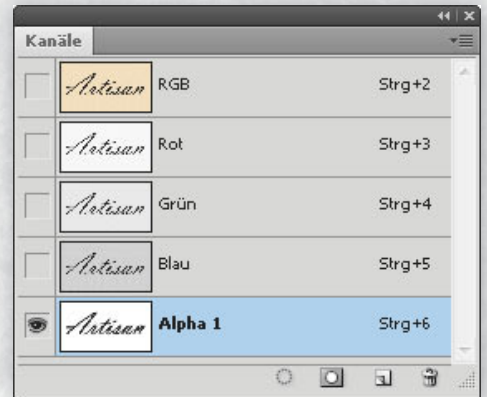 Kanäle
Artisan RGB Strg+2
Artisan Rot Strg+3
Artisan Grün Strg+4
Artisan Blau Strg+5
Artisan Alpha 1 Strg+6